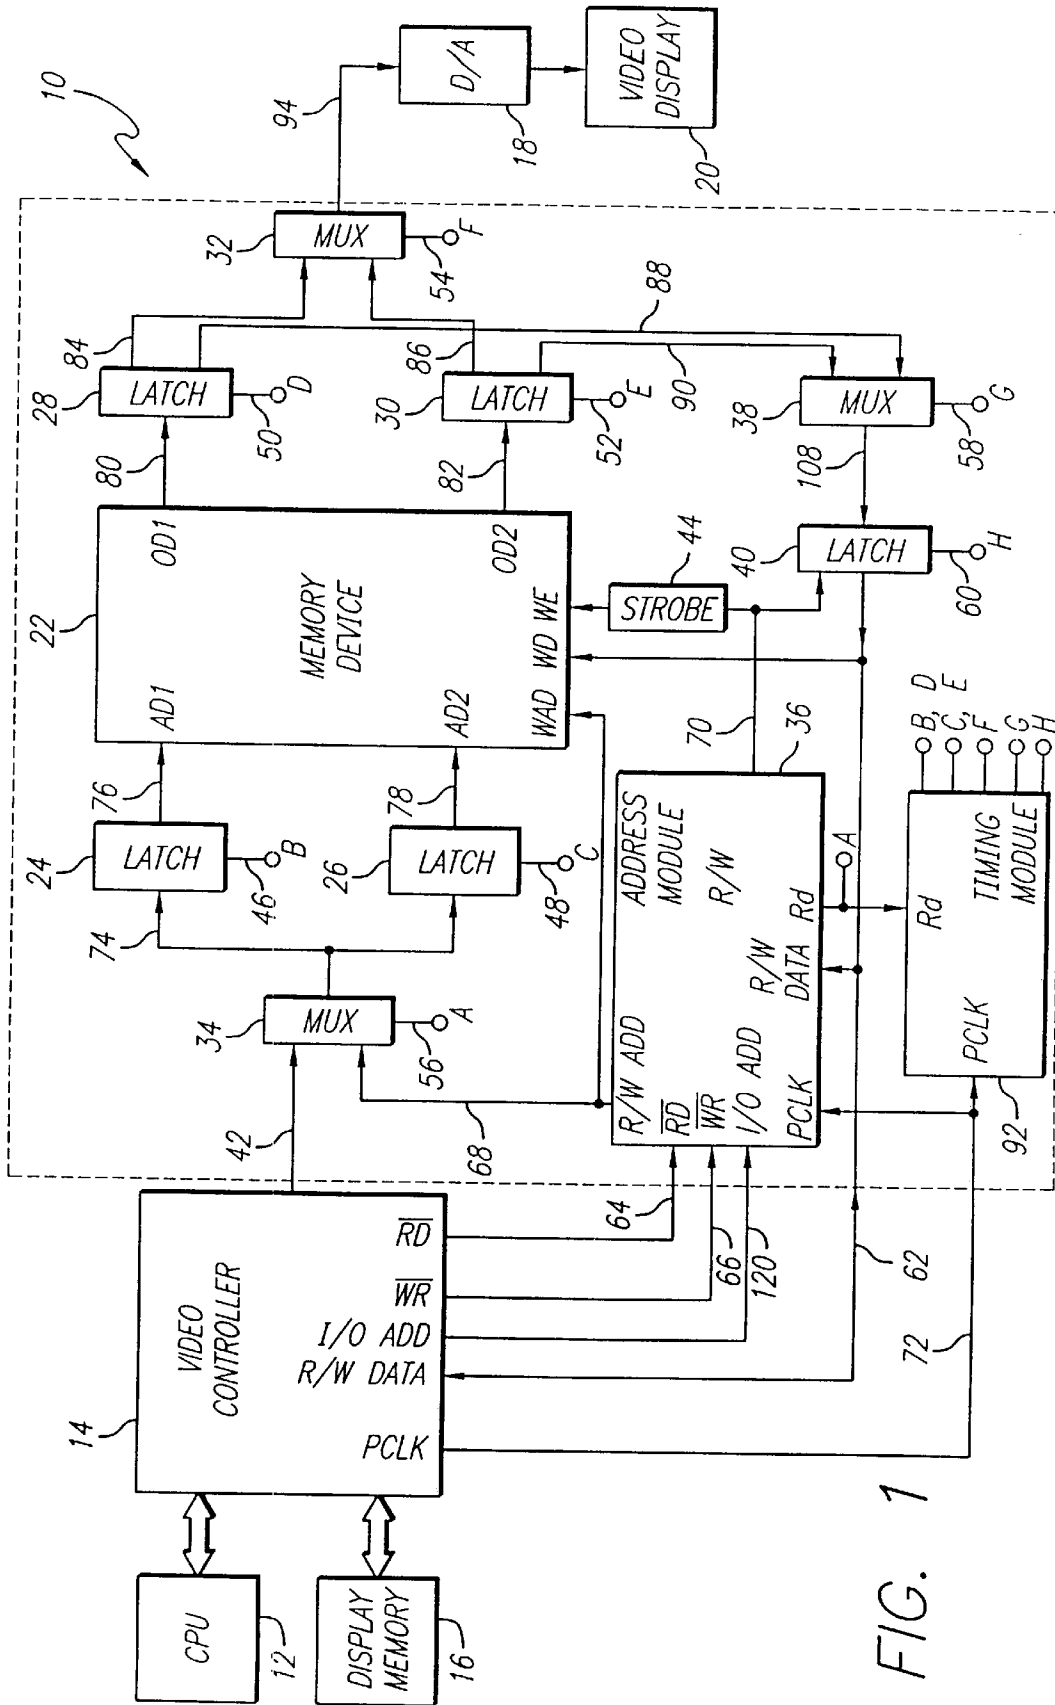 10
CPU
12
DISPLAY
MEMORY
16
14
VIDEO
CONTROLLER
RD
WR
I/O ADD
R/W DATA
PCLK
42
64
66
120
62
72
34
MUX
56
A
68
74
24
LATCH
46
B
76
26
LATCH
48
C
78
22
AD1
OD1
MEMORY
DEVICE
AD2
OD2
WAD
WD
WE
80
82
28
LATCH
50
D
84
30
LATCH
52
E
86
88
90
32
MUX
54
F
94
D/A
18
VIDEO
DISPLAY
20
STROBE
44
70
36
R/W ADD
ADDRESS
MODULE
RD
WR
R/W
I/O ADD
R/W
DATA
Rd
PCLK
A
38
MUX
58
G
108
40
LATCH
60
H
Rd
TIMING
MODULE
PCLK
92
B, D
C, E
F
G
H
FIG. 1